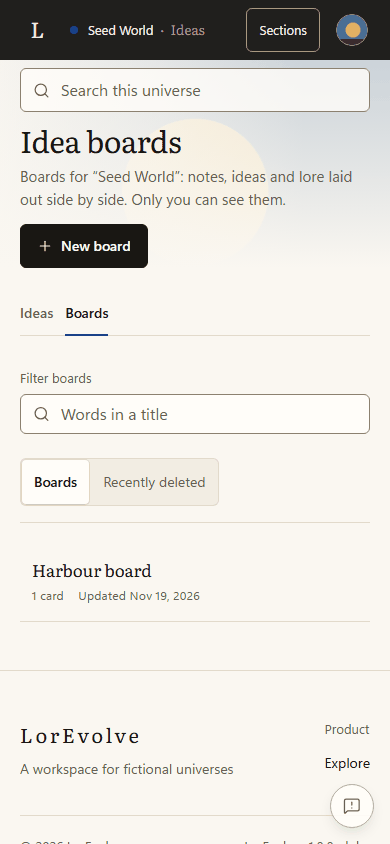 L
Seed World · Ideas
Sections
Search this universe
Idea boards
Boards for “Seed World”: notes, ideas and lore laid
out side by side. Only you can see them.
New board
Ideas Boards
Filter boards
Words in a title
Boards Recently deleted
Harbour board
1 card Updated Nov 19, 2026
LorEvolve
A workspace for fictional universes
Product
Explore